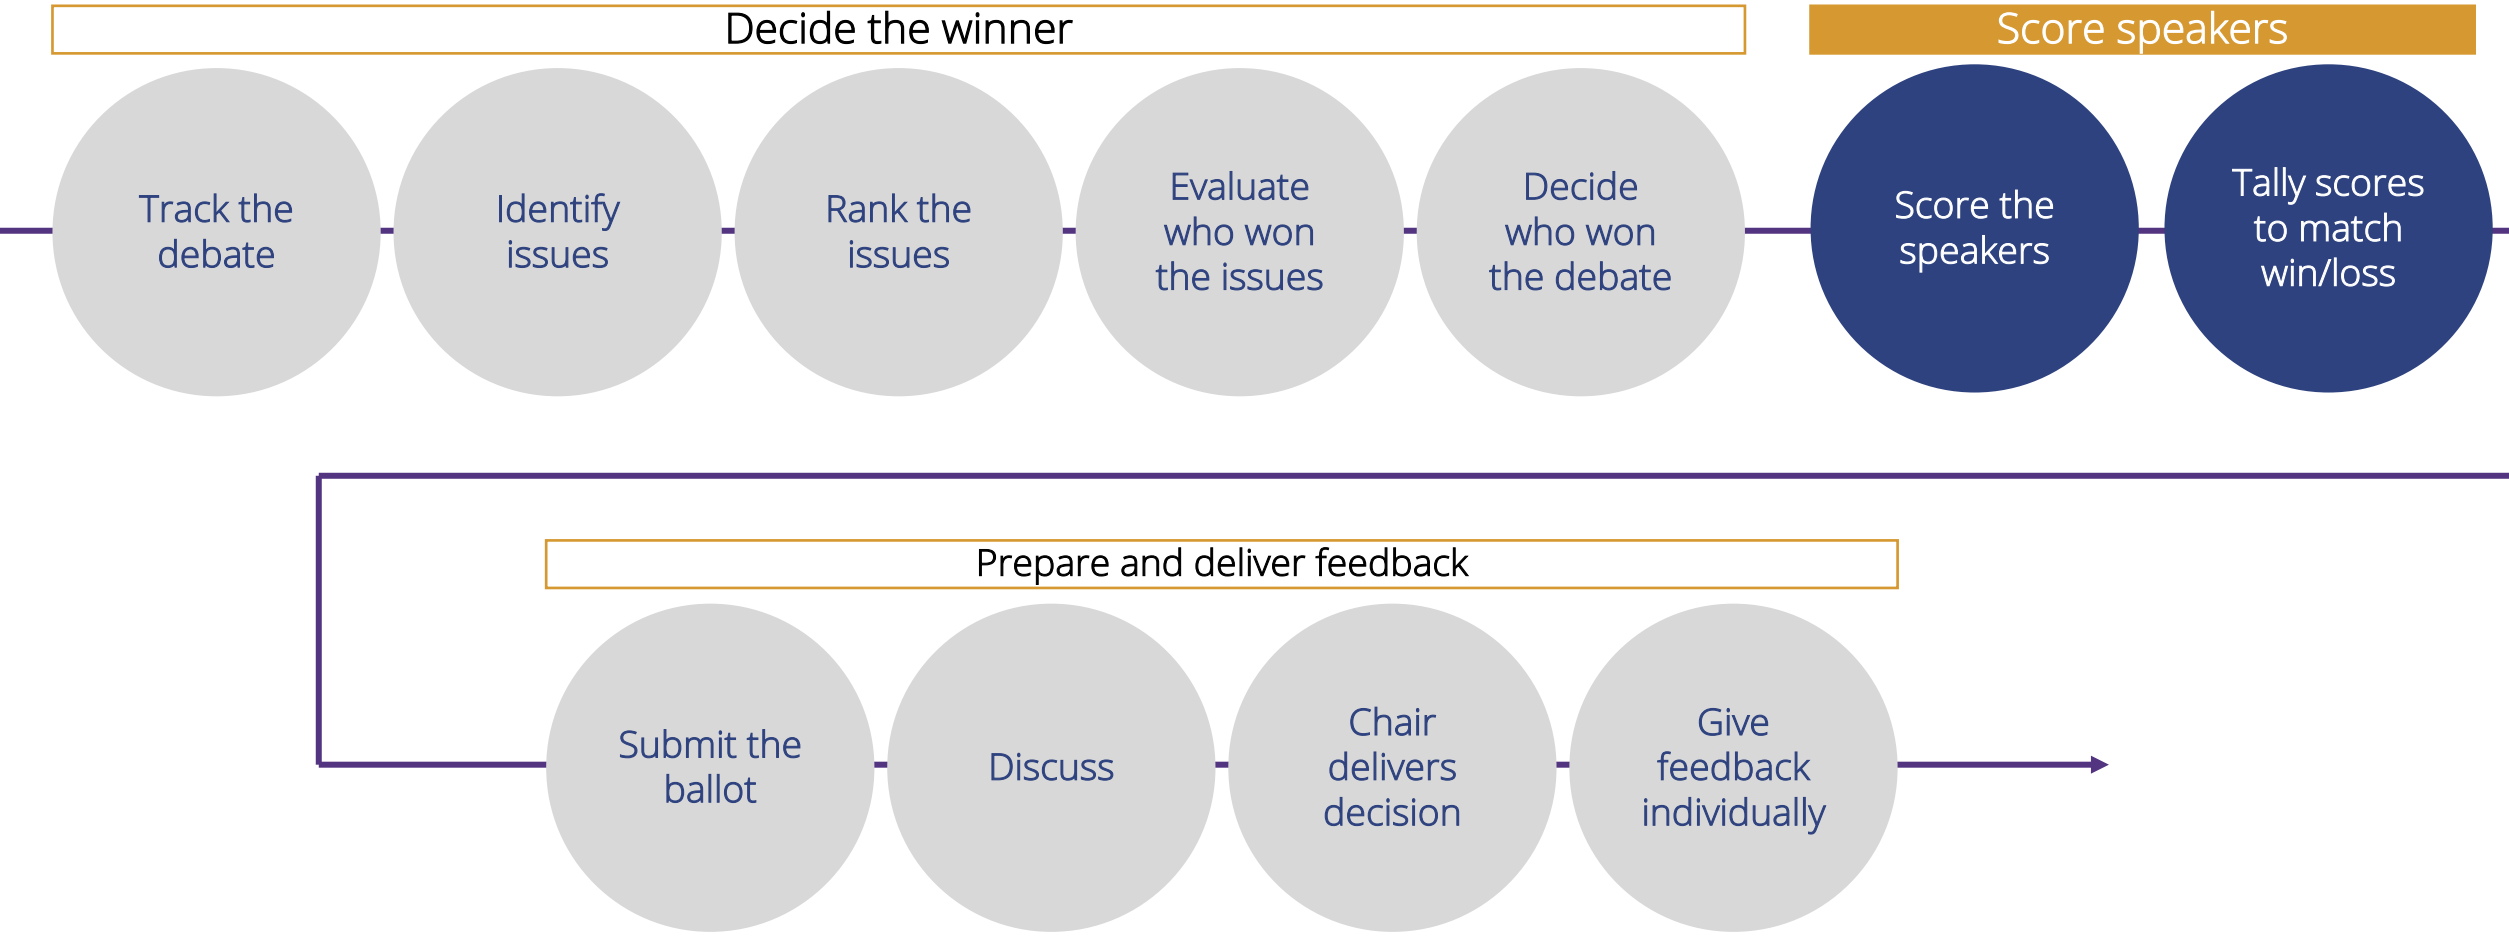 Decide the winner
Score speakers
Track the
debate
Identify
issues
Rank the
issues
Evaluate
who won
the issues
Decide
who won
the debate
Score the
speakers
Tally scores
to match
win/loss
Prepare and deliver feedback
Submit the
ballot
Discuss
Chair
delivers
decision
Give
feedback
individually